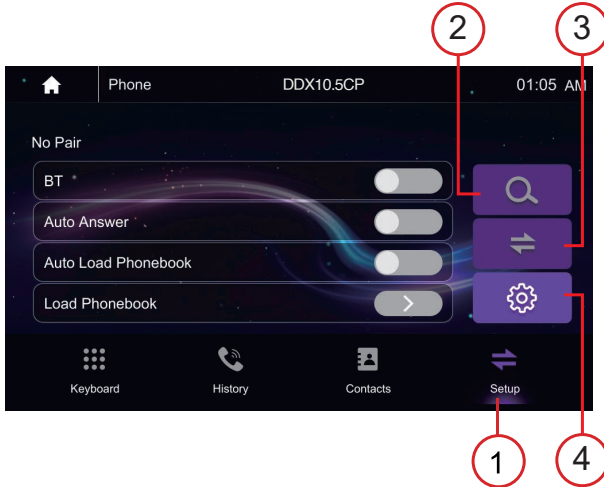 2 3
Phone DDX10.5CP 01:05 AM
No Pair
BT
Auto Answer
Auto Load Phonebook
Load Phonebook
Keyboard History Contacts Setup
1 4